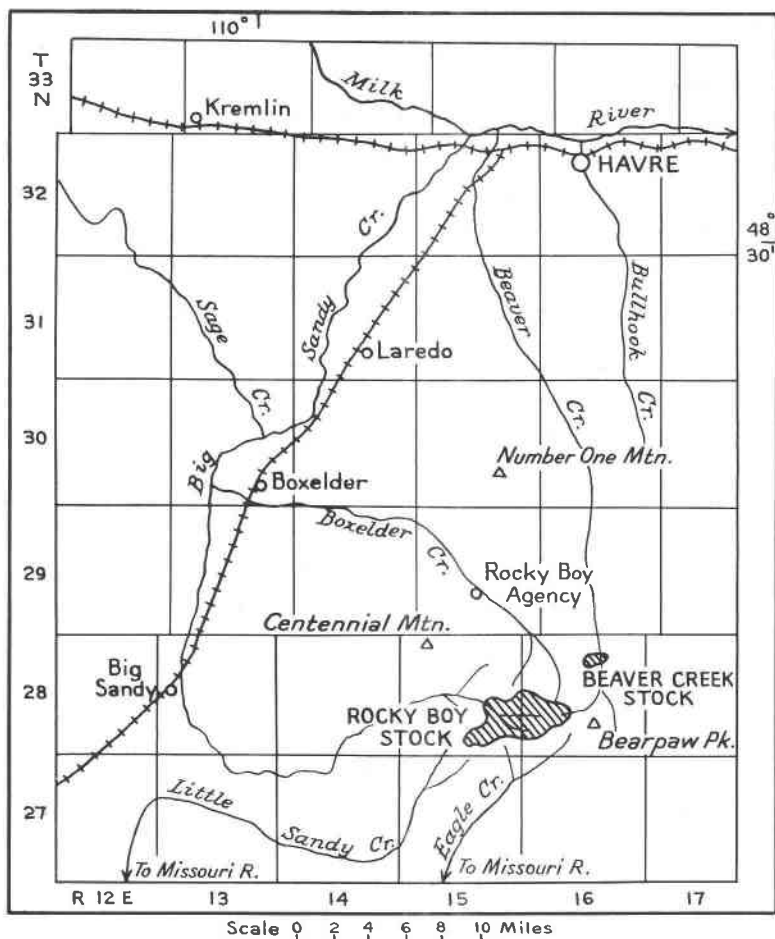 110°
T
33
N
Milk
River
Kremlin
HAVRE
32
48°
30'
Sandy
Cr.
Beaver
Cr.
Bullhook
Cr.
31
Sage
Cr.
Laredo
30
Big
Number One Mtn.
Boxelder
Boxelder
Cr.
29
Rocky Boy
Agency
Centennial Mtn.
28
Big
Sandy
BEAVER CREEK
STOCK
ROCKY BOY
STOCK
Bearpaw Pk.
27
Little
Sandy Cr.
Eagle Cr.
To Missouri R.
To Missouri R.
R 12 E 13 14 15 16 17
Scale 0 2 4 6 8 10 Miles